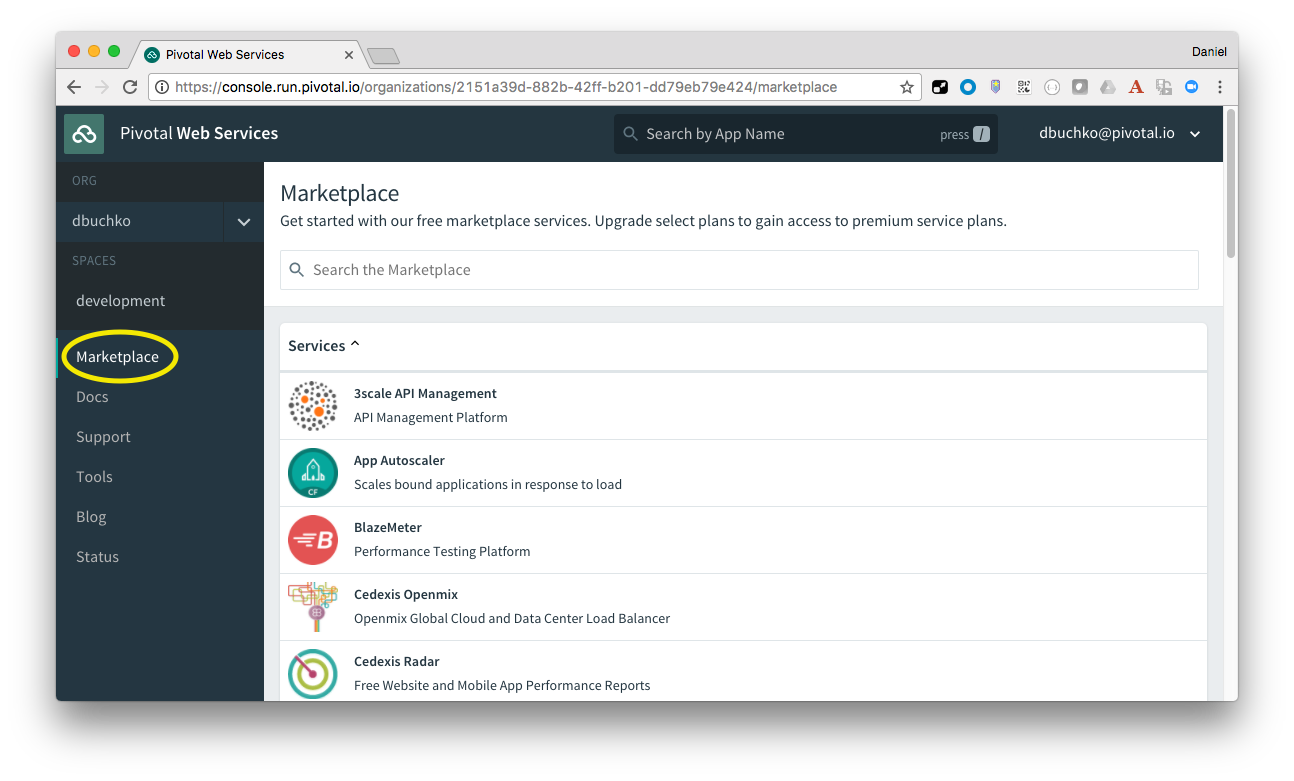 Pivotal Web Services
Daniel
https://console.run.pivotal.io/organizations/2151a39d-882b-42ff-b201-dd79eb79e424/marketplace
A
Pivotal Web Services
Search by App Name
press /
dbuchko@pivotal.io
ORG
dbuchko
SPACES
development
Marketplace
Docs
Support
Tools
Blog
Status
Marketplace
Get started with our free marketplace services. Upgrade select plans to gain access to premium service plans.
Search the Marketplace
Services
3scale API Management
API Management Platform
App Autoscaler
Scales bound applications in response to load
CF
BlazeMeter
Performance Testing Platform
B
Cedexis Openmix
Openmix Global Cloud and Data Center Load Balancer
Cedexis Radar
Free Website and Mobile App Performance Reports